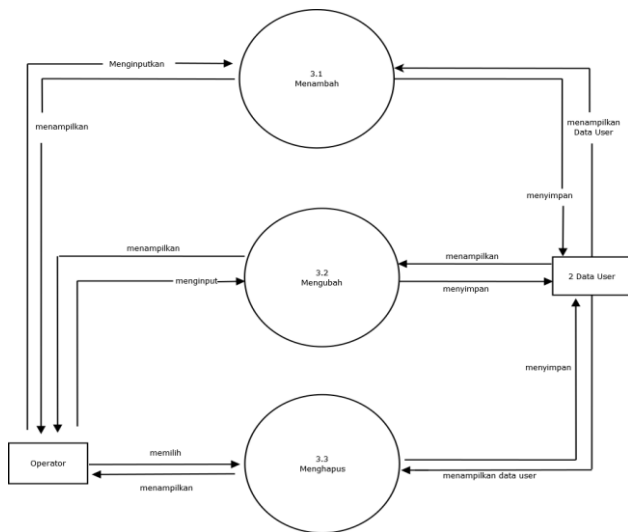 Menginputkan
3.1
Menambah
menampilkan
menampilkan
Data User
menyimpan
menampilkan
menginput
3.2
Mengubah
menampilkan
menyimpan
2 Data User
menyimpan
Operator
memilih
menampilkan
3.3
Menghapus
menampilkan data user